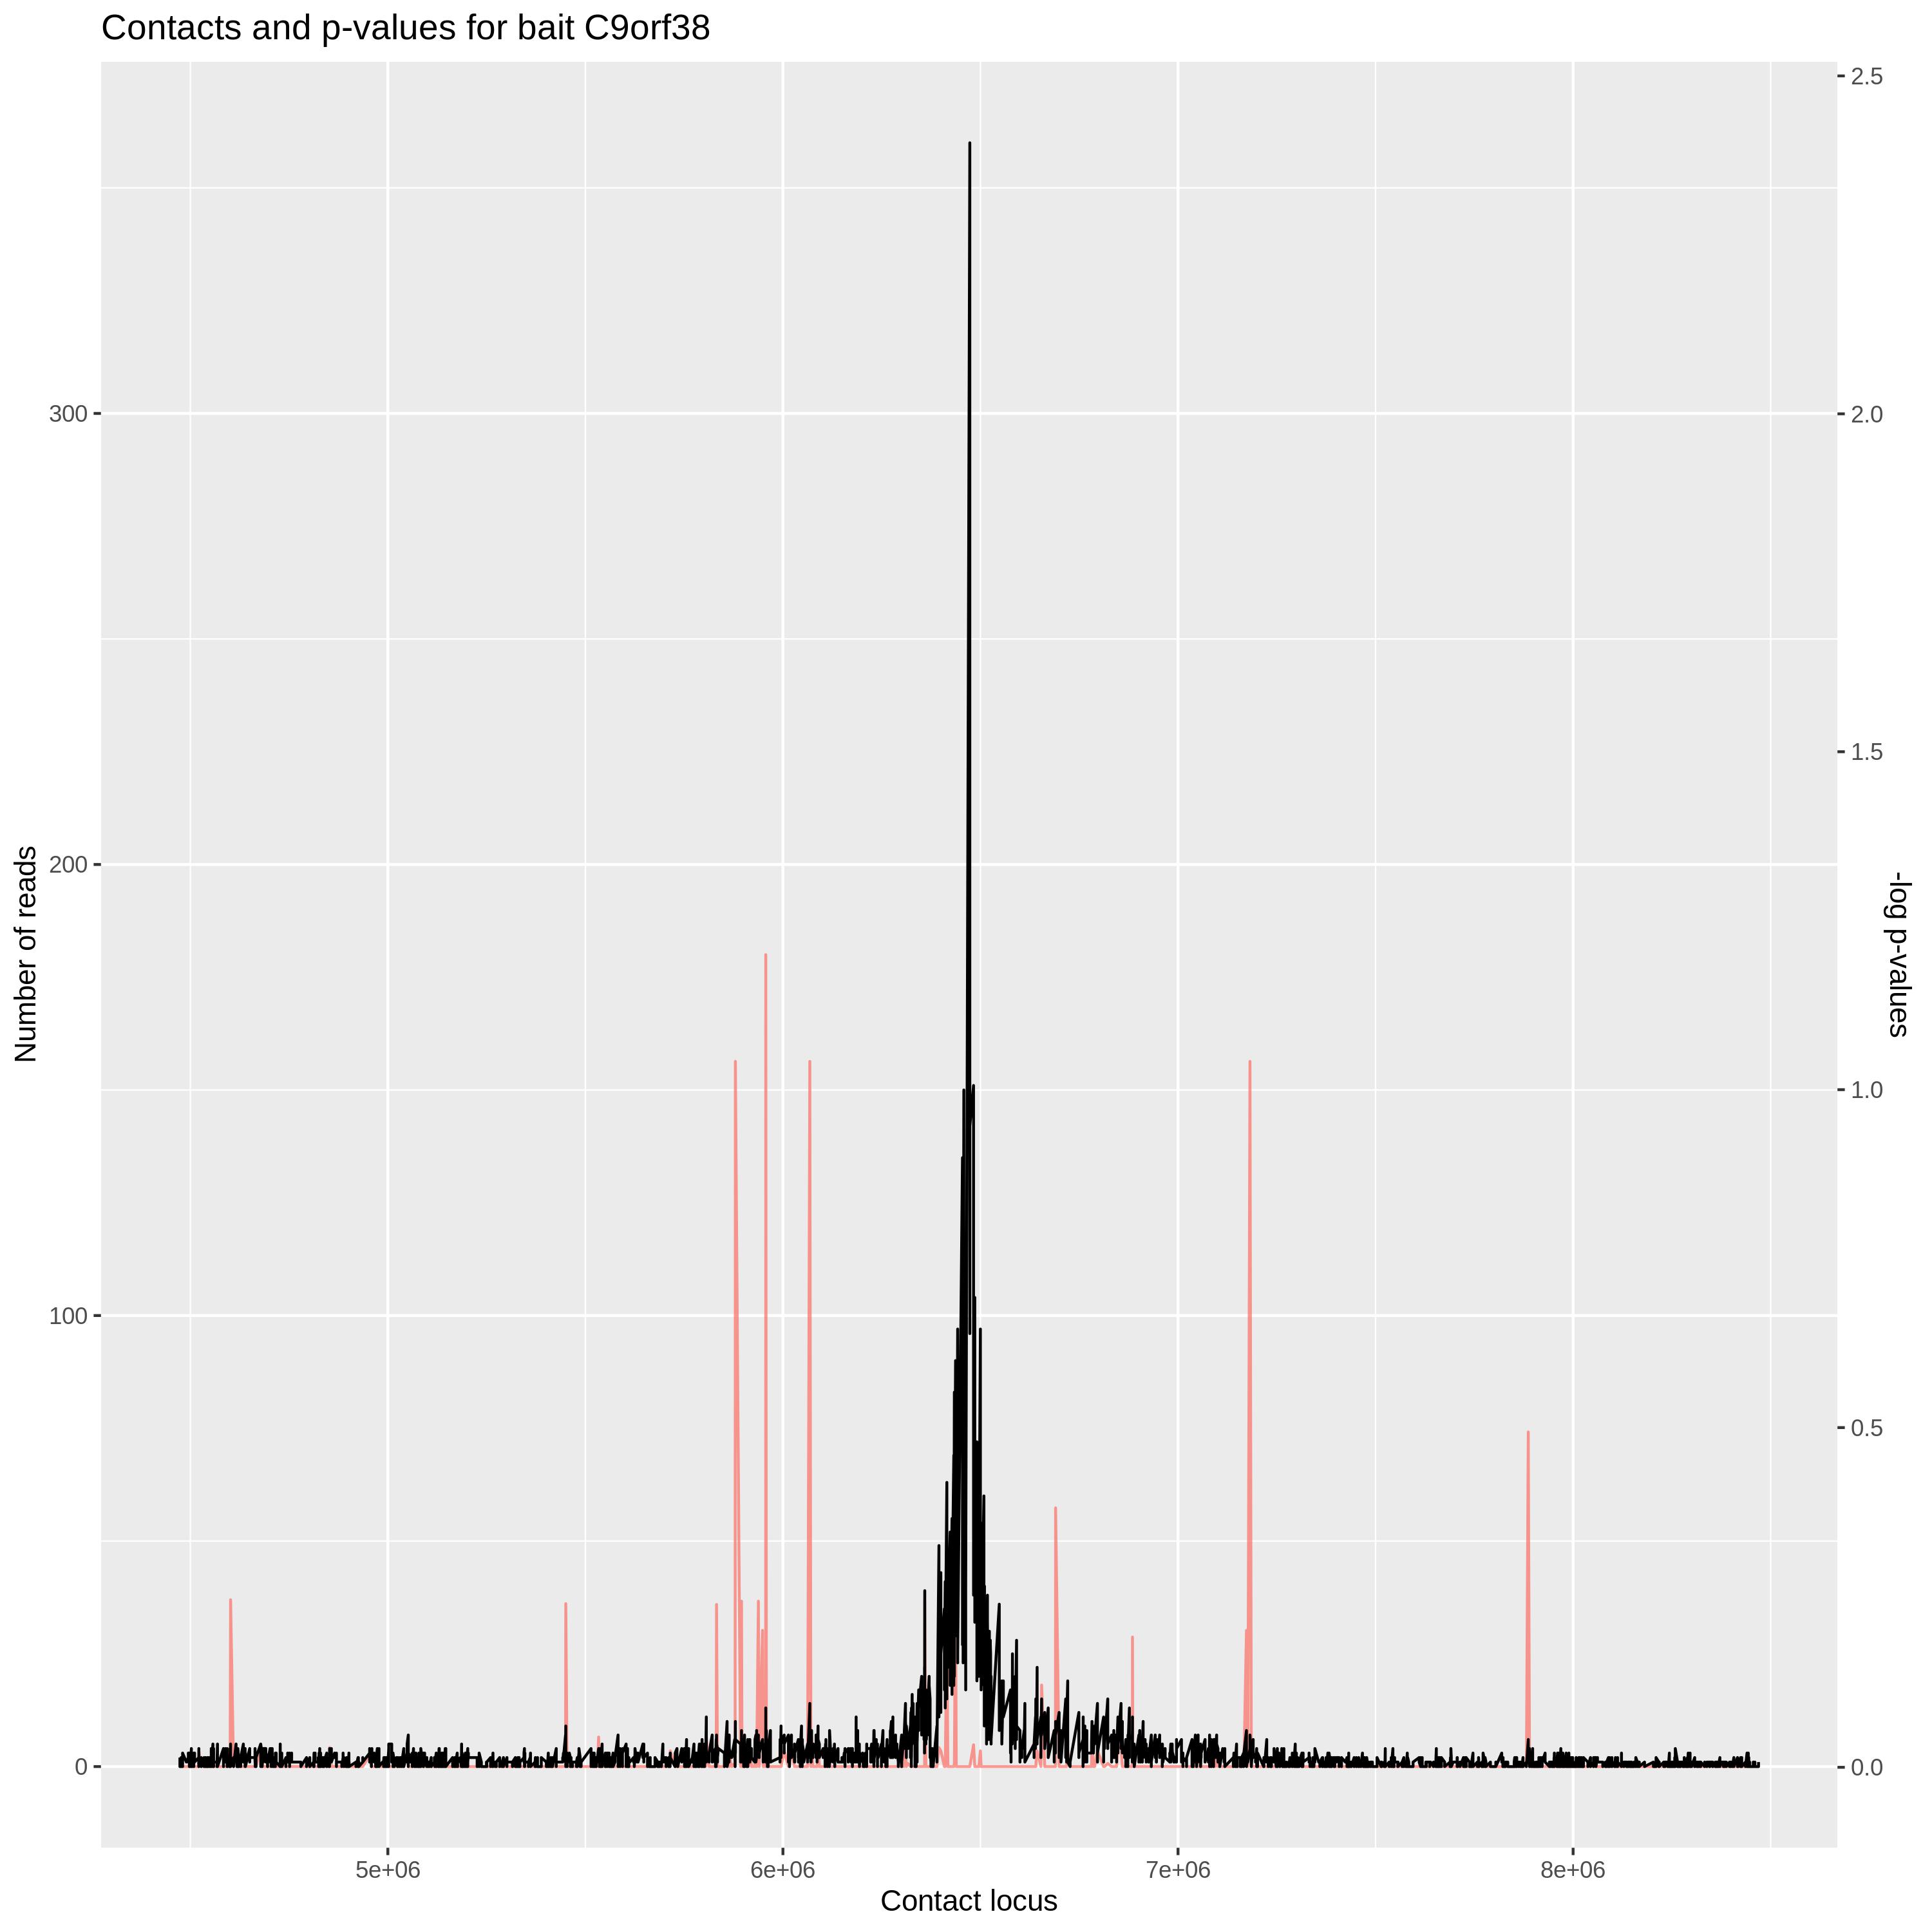 Contacts and p-values for bait C9orf38
Number of reads
300
200
100
0
2.5
2.0
1.5
1.0
0.5
0.0
-log p-values
5e+06 6e+06 7e+06 8e+06
Contact locus